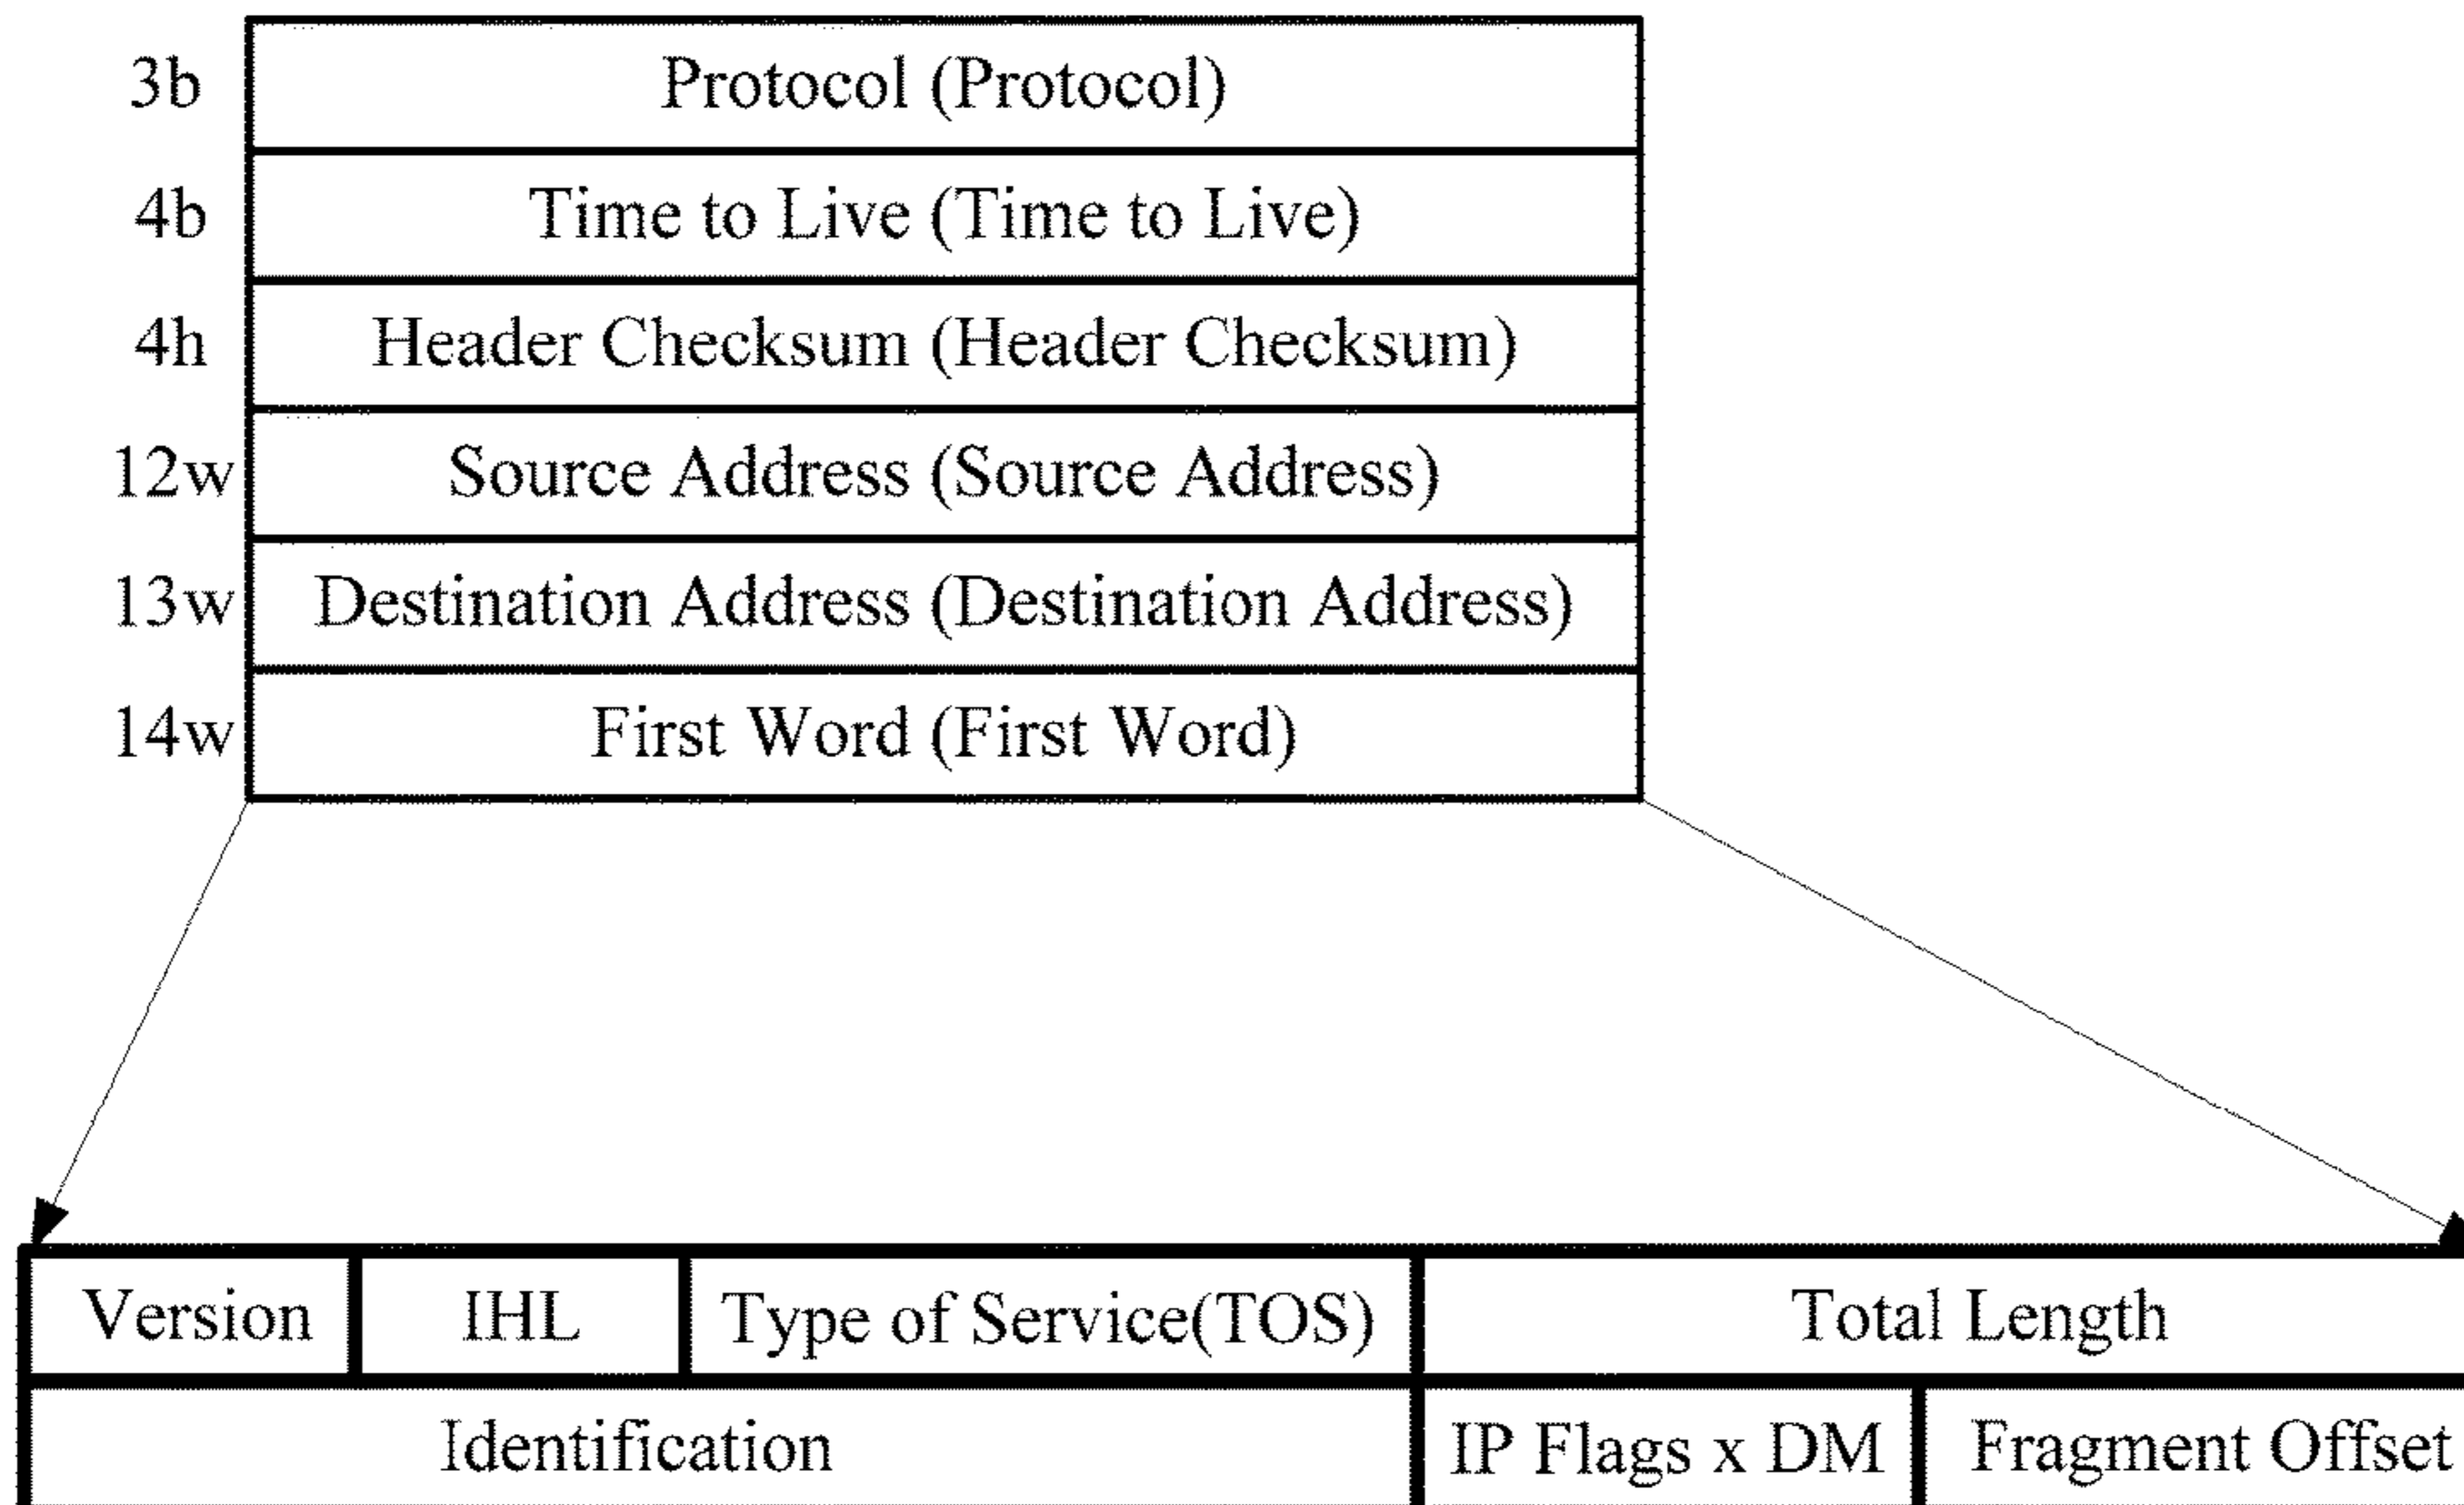 3b Protocol (Protocol)
4b Time to Live (Time to Live)
4h Header Checksum (Header Checksum)
12w Source Address (Source Address)
13w Destination Address (Destination Address)
14w First Word (First Word)
Version IHL Type of Service(TOS) Total Length
Identification IP Flags x DM Fragment Offset